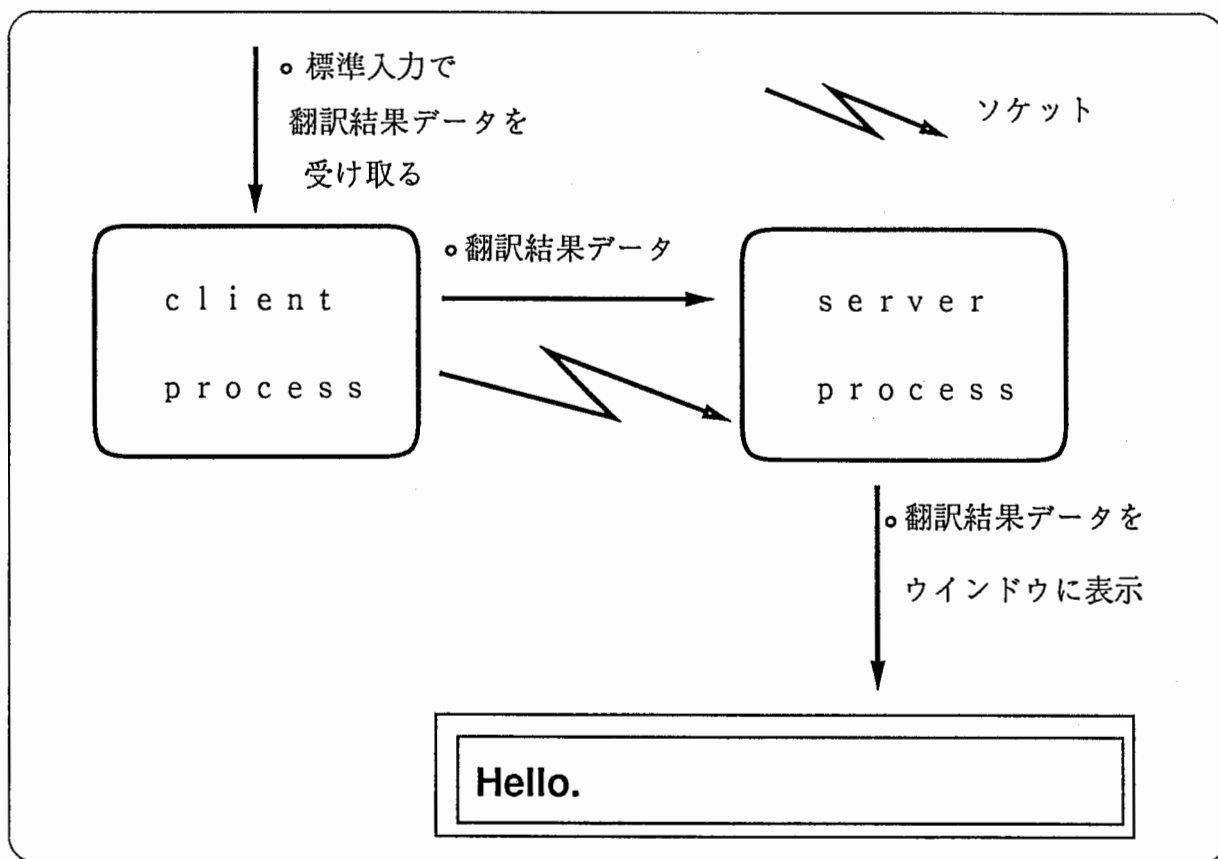 。標準入力で
翻訳結果データを
受け取る
ソケット
client
process
。翻訳結果データ
server
process
。翻訳結果データを
ウインドウに表示
Hello.